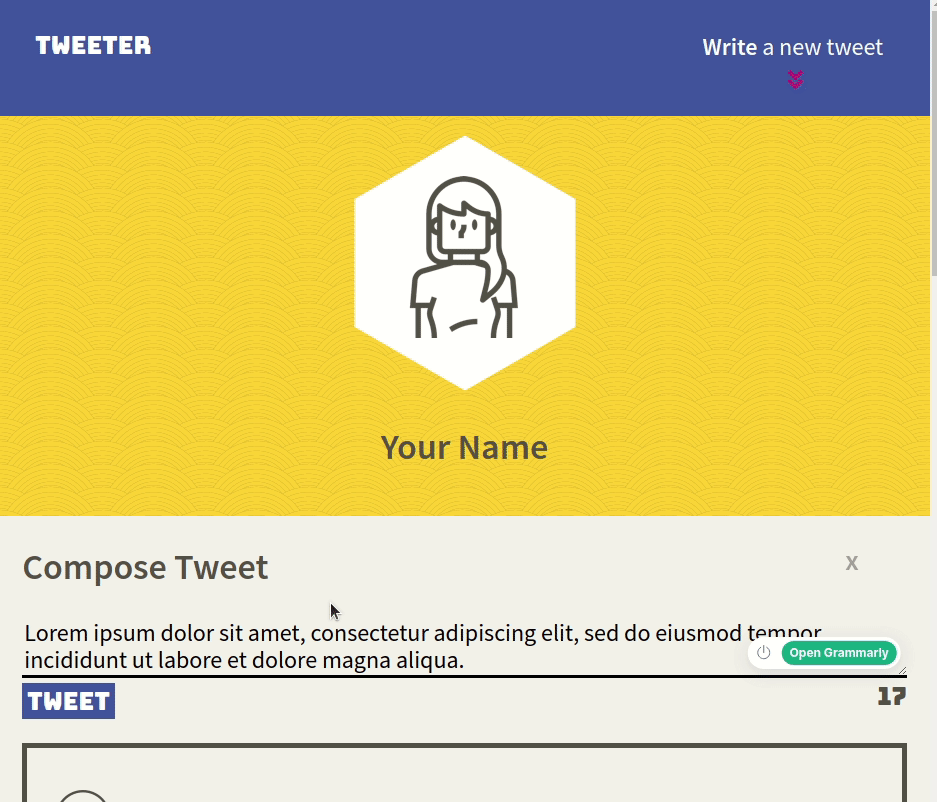 TWEETER
Write a new tweet
Your Name
Compose Tweet
X
Lorem ipsum dolor sit amet, consectetur adipiscing elit, sed do eiusmod tempor
incididunt ut labore et dolore magna aliqua.
Open Grammarly
TWEET
17